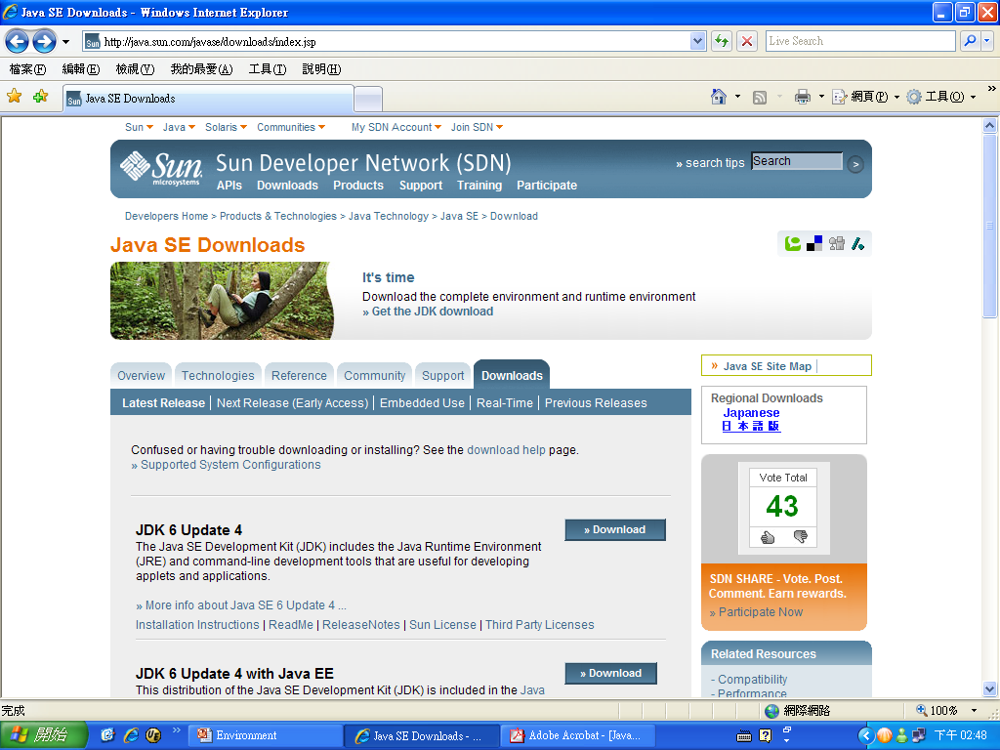 Java SE Downloads - Windows Internet Explorer
Sun http://java.sun.com/javase/downloads/index.jsp Live Search
檔案(F) 編輯(E) 檢視(V) 我的最愛(A) 工具(T) 說明(H)
Sun Java SE Downloads 網頁(P) 工具(O) »
Sun Java Solaris Communities My SDN Account Join SDN
Sun microsystems
Sun Developer Network (SDN)
» search tips Search >
APIs Downloads Products Support Training Participate
Developers Home > Products & Technologies > Java Technology > Java SE > Download
Java SE Downloads
It's time
Download the complete environment and runtime environment
» Get the JDK download
Overview Technologies Reference Community Support Downloads
Latest Release | Next Release (Early Access) | Embedded Use | Real-Time | Previous Releases
Confused or having trouble downloading or installing? See the download help page.
» Supported System Configurations
JDK 6 Update 4
» Download
The Java SE Development Kit (JDK) includes the Java Runtime Environment
(JRE) and command-line development tools that are useful for developing
applets and applications.
» More info about Java SE 6 Update 4 ...
Installation Instructions | ReadMe | ReleaseNotes | Sun License | Third Party Licenses
JDK 6 Update 4 with Java EE
» Download
This distribution of the Java SE Development Kit (JDK) is included in the Java
» Java SE Site Map
Regional Downloads
Japanese
日本語版
Vote Total
43
SDN SHARE - Vote. Post.
Comment. Earn rewards.
» Participate Now
Related Resources
- Compatibility
- Performance
完成 網際網路 100%
開始 » Environment Java SE Downloads - ... Adobe Acrobat - [Java... 下午 02:48